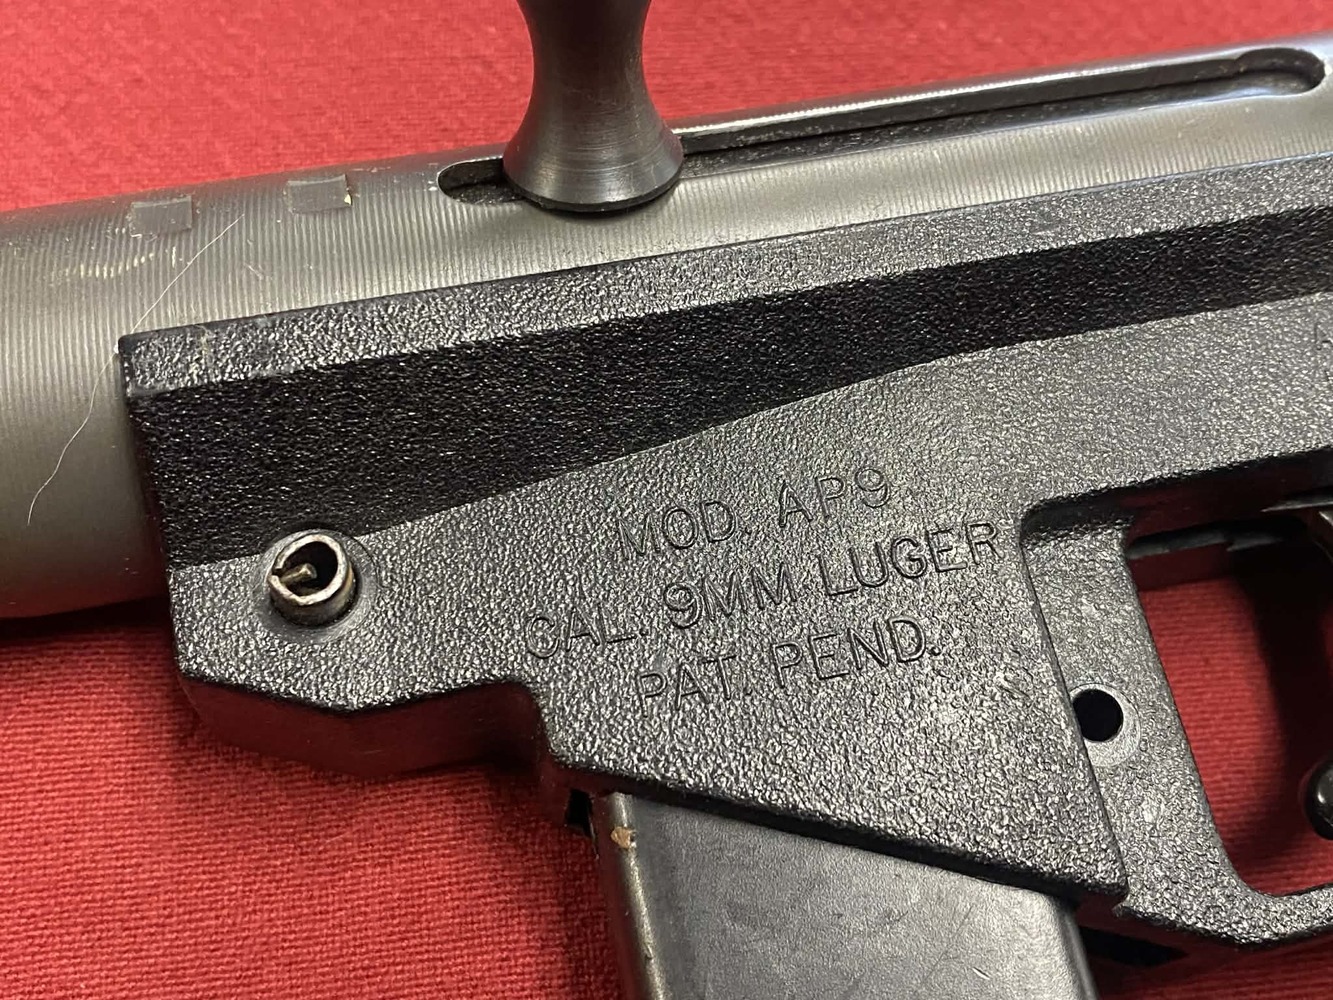 MOD. AP9
CAL. 9MM LUGER
PAT. PEND.